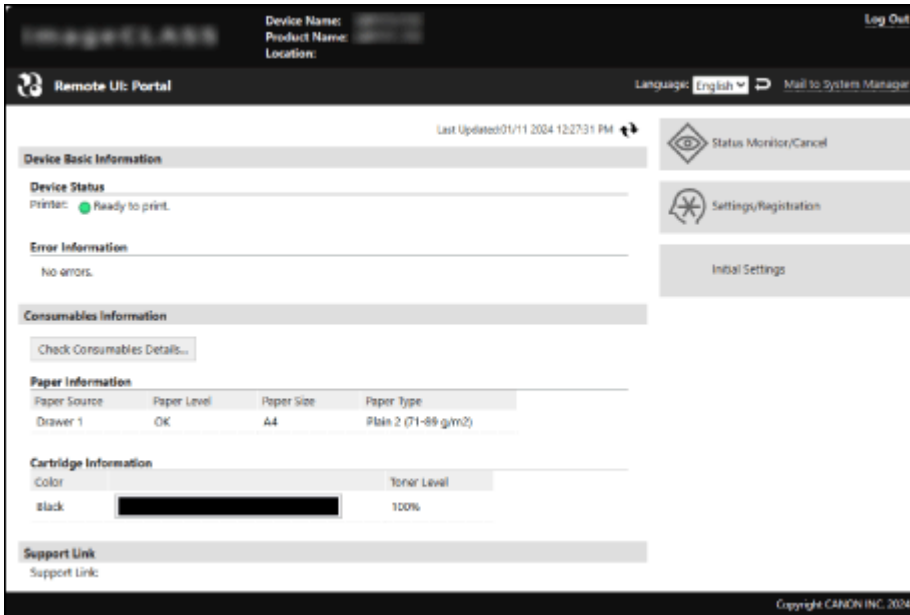 Device Name:
Product Name:
Location:
Log Out
Remote UI: Portal
Language: English Mail to System Manager
Last Updated:01/11 2024 12:27:31 PM
Device Basic Information
Device Status
Printer: Ready to print.
Error Information
No errors.
Consumables Information
Check Consumables Details...
Paper Information
Paper Source Paper Level Paper Size Paper Type
Drawer 1 OK A4 Plain 2 (71-89 g/m2)
Cartridge Information
Color Toner Level
Black 100%
Support Link
Support Link:
Status Monitor/Cancel
Settings/Registration
Initial Settings
Copyright CANON INC. 2024